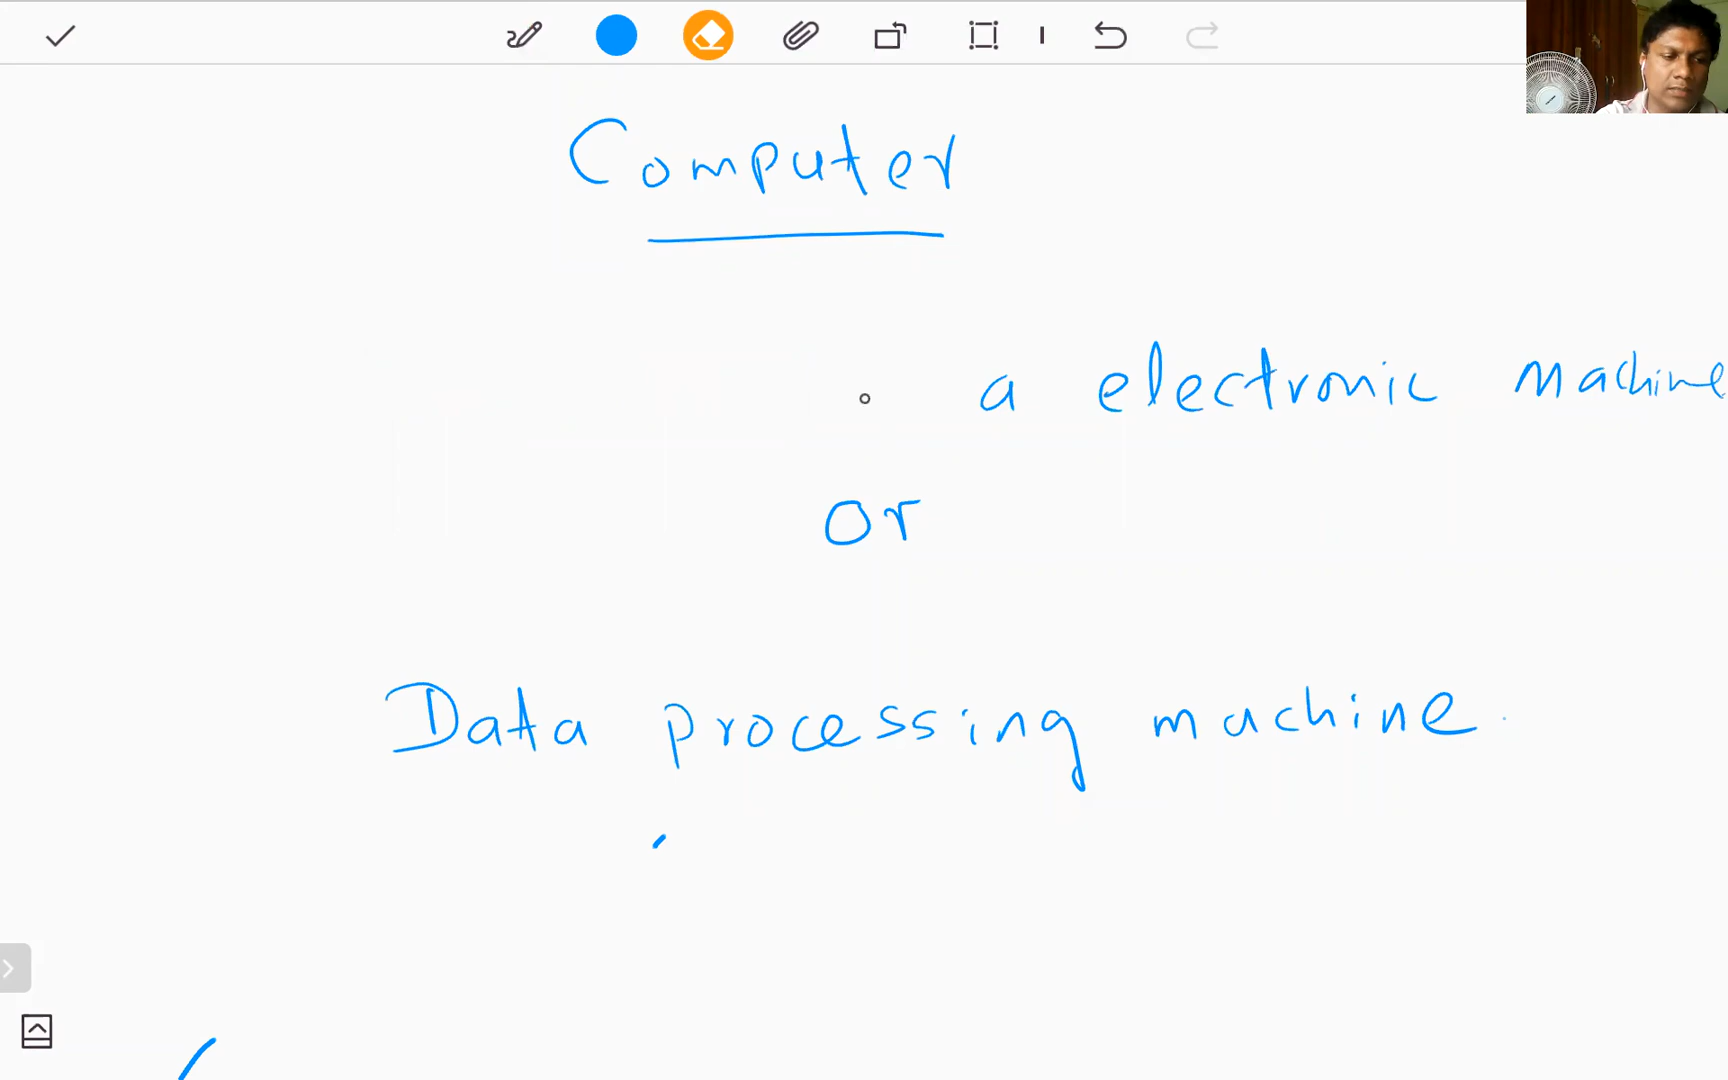 Computer
a electronic machine
or
Data processing machine.